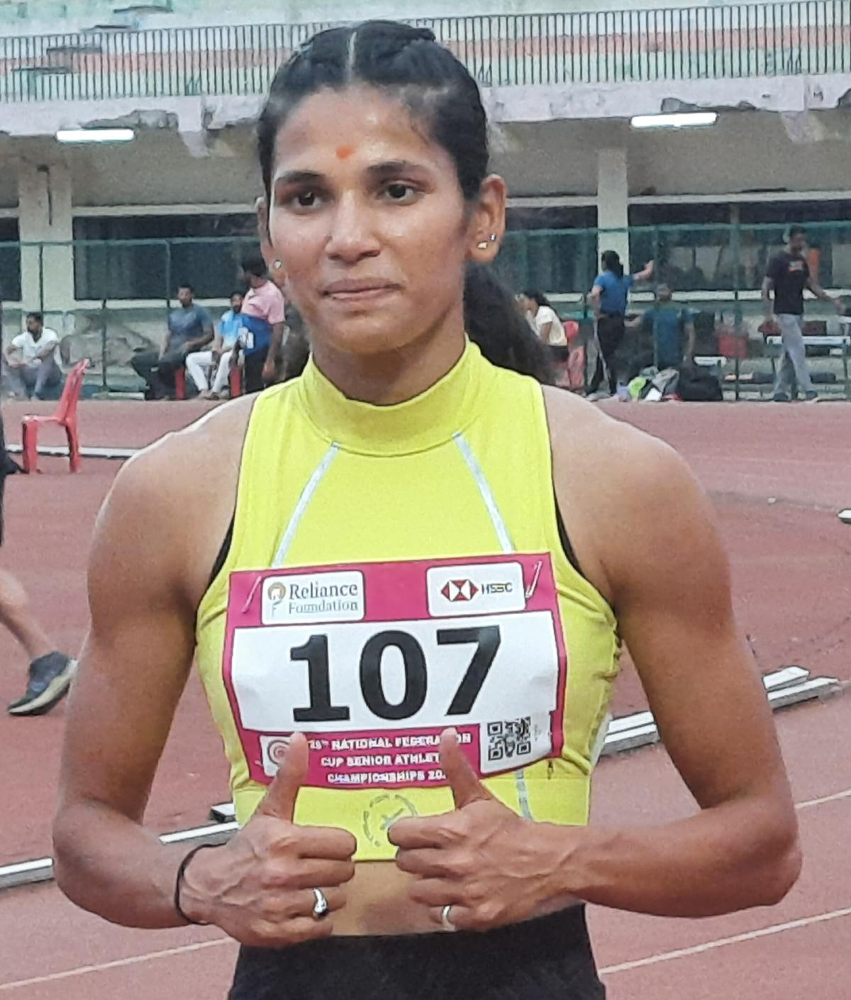 Reliance
Foundation
HSBC
107
NATIONAL FEDERATION
CUP SENIOR ATHLET
CHAMPIONSHIPS 20